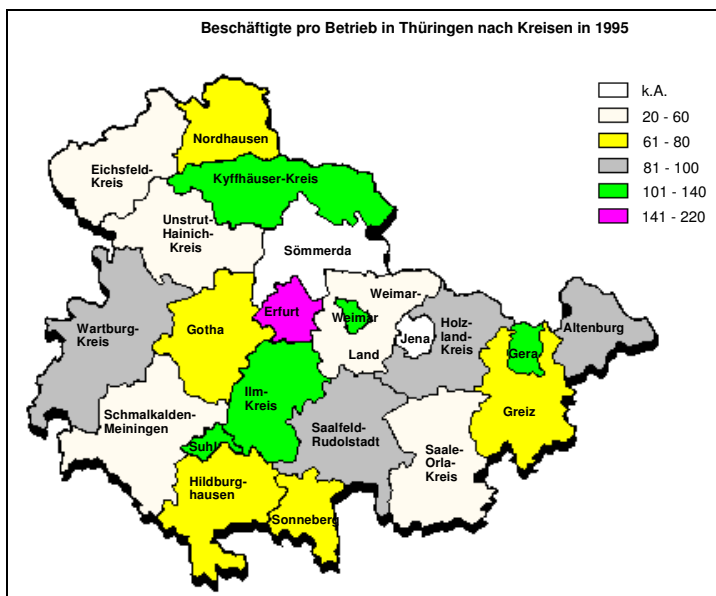 Beschäftigte pro Betrieb in Thüringen nach Kreisen in 1995
k.A.
20 - 60
61 - 80
81 - 100
101 - 140
141 - 220
Nordhausen
Eichsfeld-
Kreis
Kyffhäuser-Kreis
Unstrut-
Hainich-
Kreis
Sömmerda
Weimar-
Land
Weimar
Erfurt
Wartburg-
Kreis
Gotha
Jena
Holz-
land-
Kreis
Gera
Altenburg
Schmalkalden-
Meiningen
Ilm-
Kreis
Saalfeld-
Rudolstadt
Greiz
Suhl
Saale-
Orla-
Kreis
Hildburg-
hausen
Sonneberg